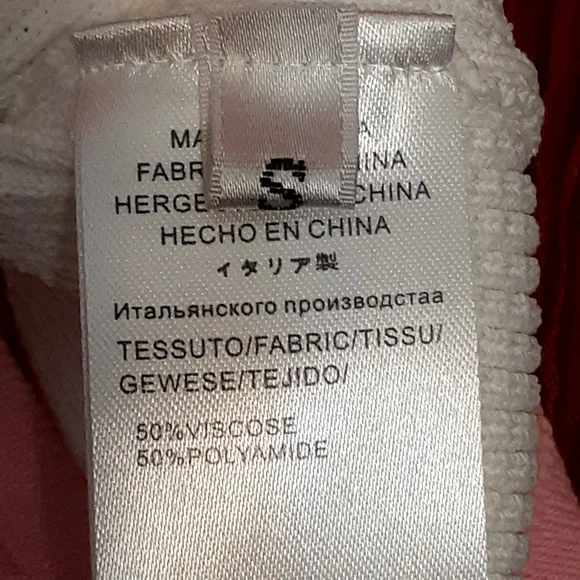 S
HECHO EN CHINA
CHINA
イタリア製
Итальянского производстаа
TESSUTO/FABRIC/TISSU/
GEWESE/TEJIDO/
50%VISCOSE
50%POLYAMIDE